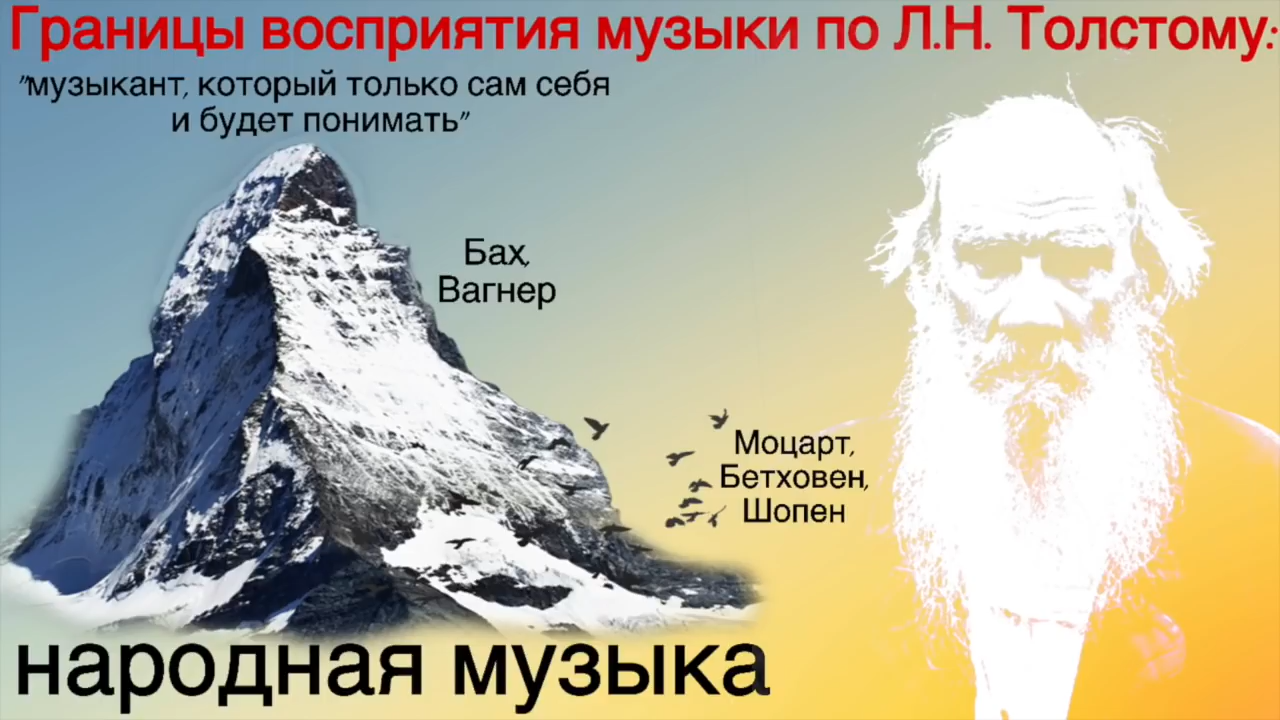 Границы восприятия музыки по Л.Н. Толстому:
"музыкант, который только сам себя
и будет понимать"
Бах,
Вагнер
Моцарт,
Бетховен,
Шопен
народная музыка